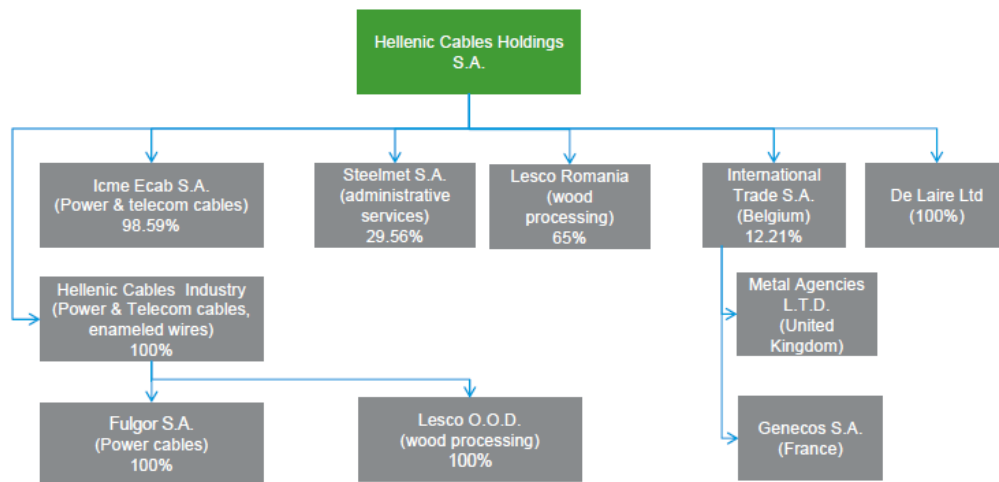 Hellenic Cables Holdings
S.A.
Icme Ecab S.A.
(Power & telecom cables)
98.59%
Steelmet S.A.
(administrative
services)
29.56%
Lesco Romania
(wood
processing)
65%
International
Trade S.A.
(Belgium)
12.21%
De Laire Ltd
(100%)
Hellenic Cables Industry
(Power & Telecom cables,
enameled wires)
100%
Metal Agencies
L.T.D.
(United
Kingdom)
Fulgor S.A.
(Power cables)
100%
Lesco O.O.D.
(wood processing)
100%
Genecos S.A.
(France)